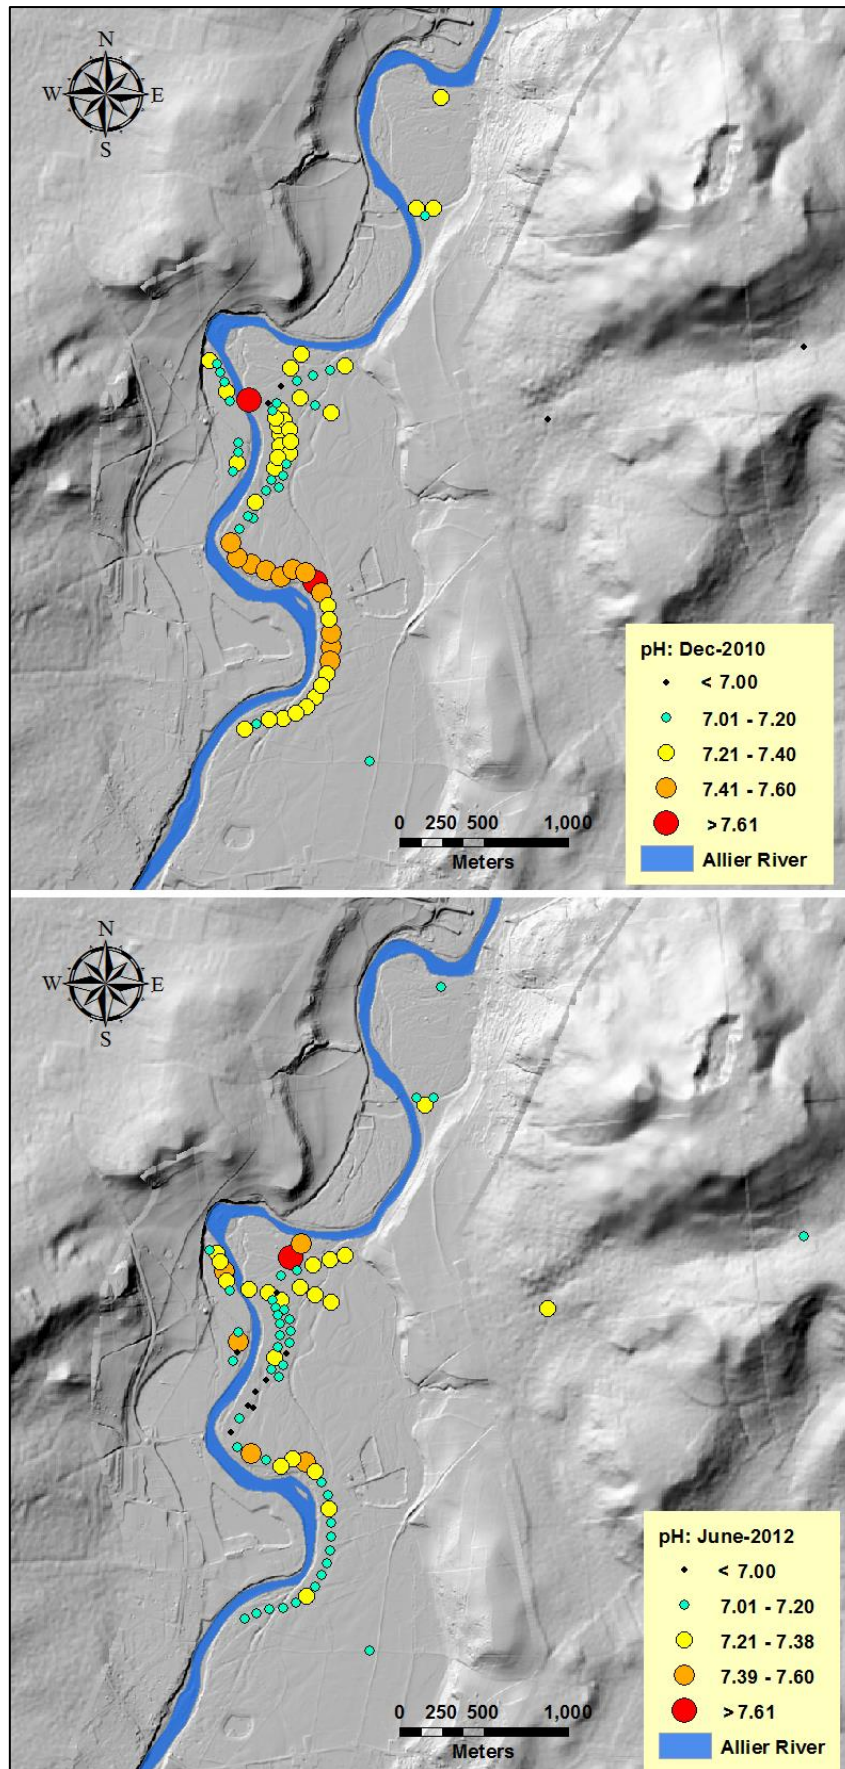 N
W E
S
pH: Dec-2010
< 7.00
7.01 - 7.20
7.21 - 7.40
7.41 - 7.60
> 7.61
Allier River
0 250 500 1,000
Meters
N
W E
S
pH: June-2012
< 7.00
7.01 - 7.20
7.21 - 7.38
7.39 - 7.60
> 7.61
Allier River
0 250 500 1,000
Meters